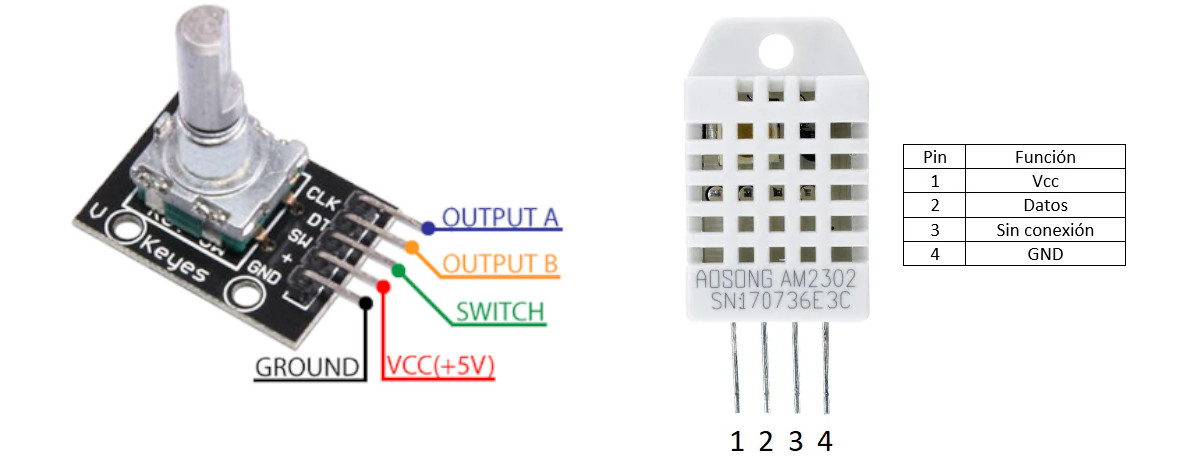 CLK
DT
SW
+
GND
V
Keyes
OUTPUT A
OUTPUT B
SWITCH
VCC(+5V)
GROUND
AOSONG AM2302
SN170736E3C
1 2 3 4
Pin Función
1 Vcc
2 Datos
3 Sin conexión
4 GND